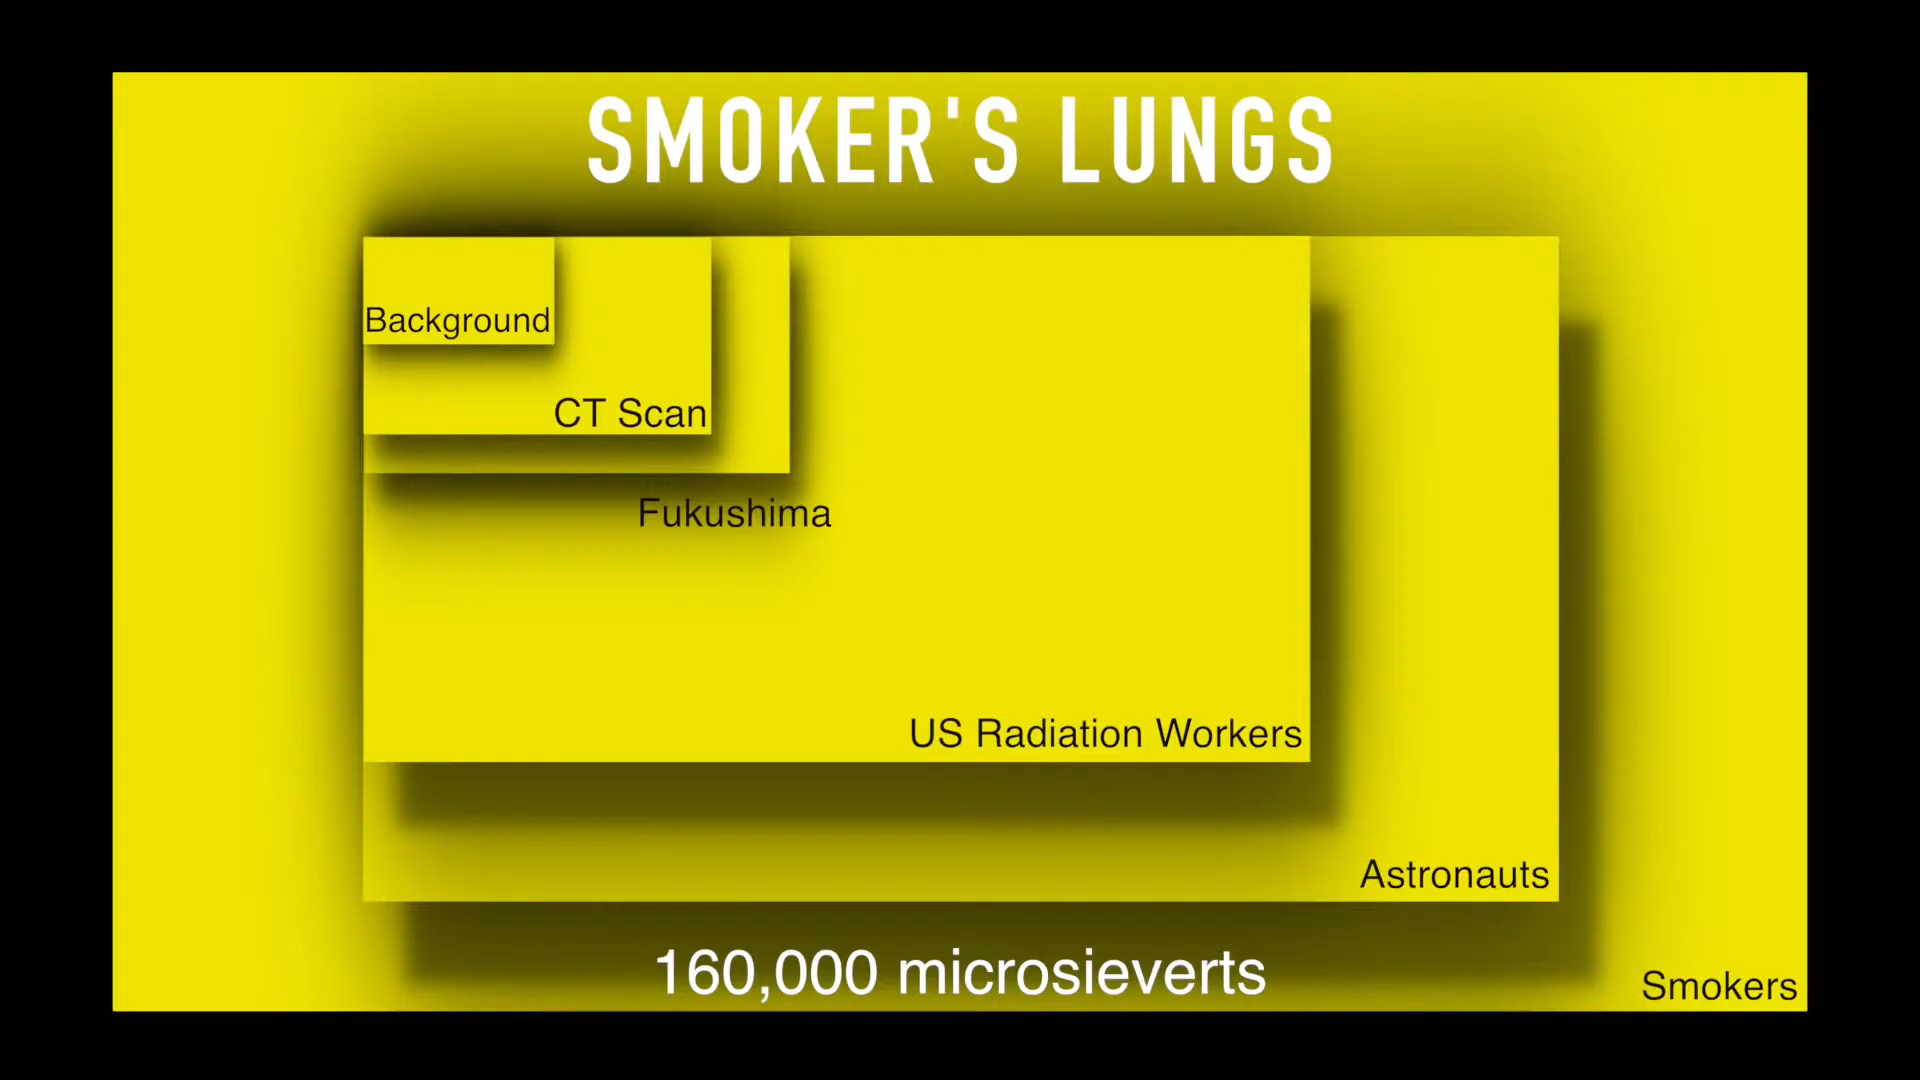 SMOKER'S LUNGS
Background
CT Scan
Fukushima
US Radiation Workers
Astronauts
160,000 microsieverts
Smokers